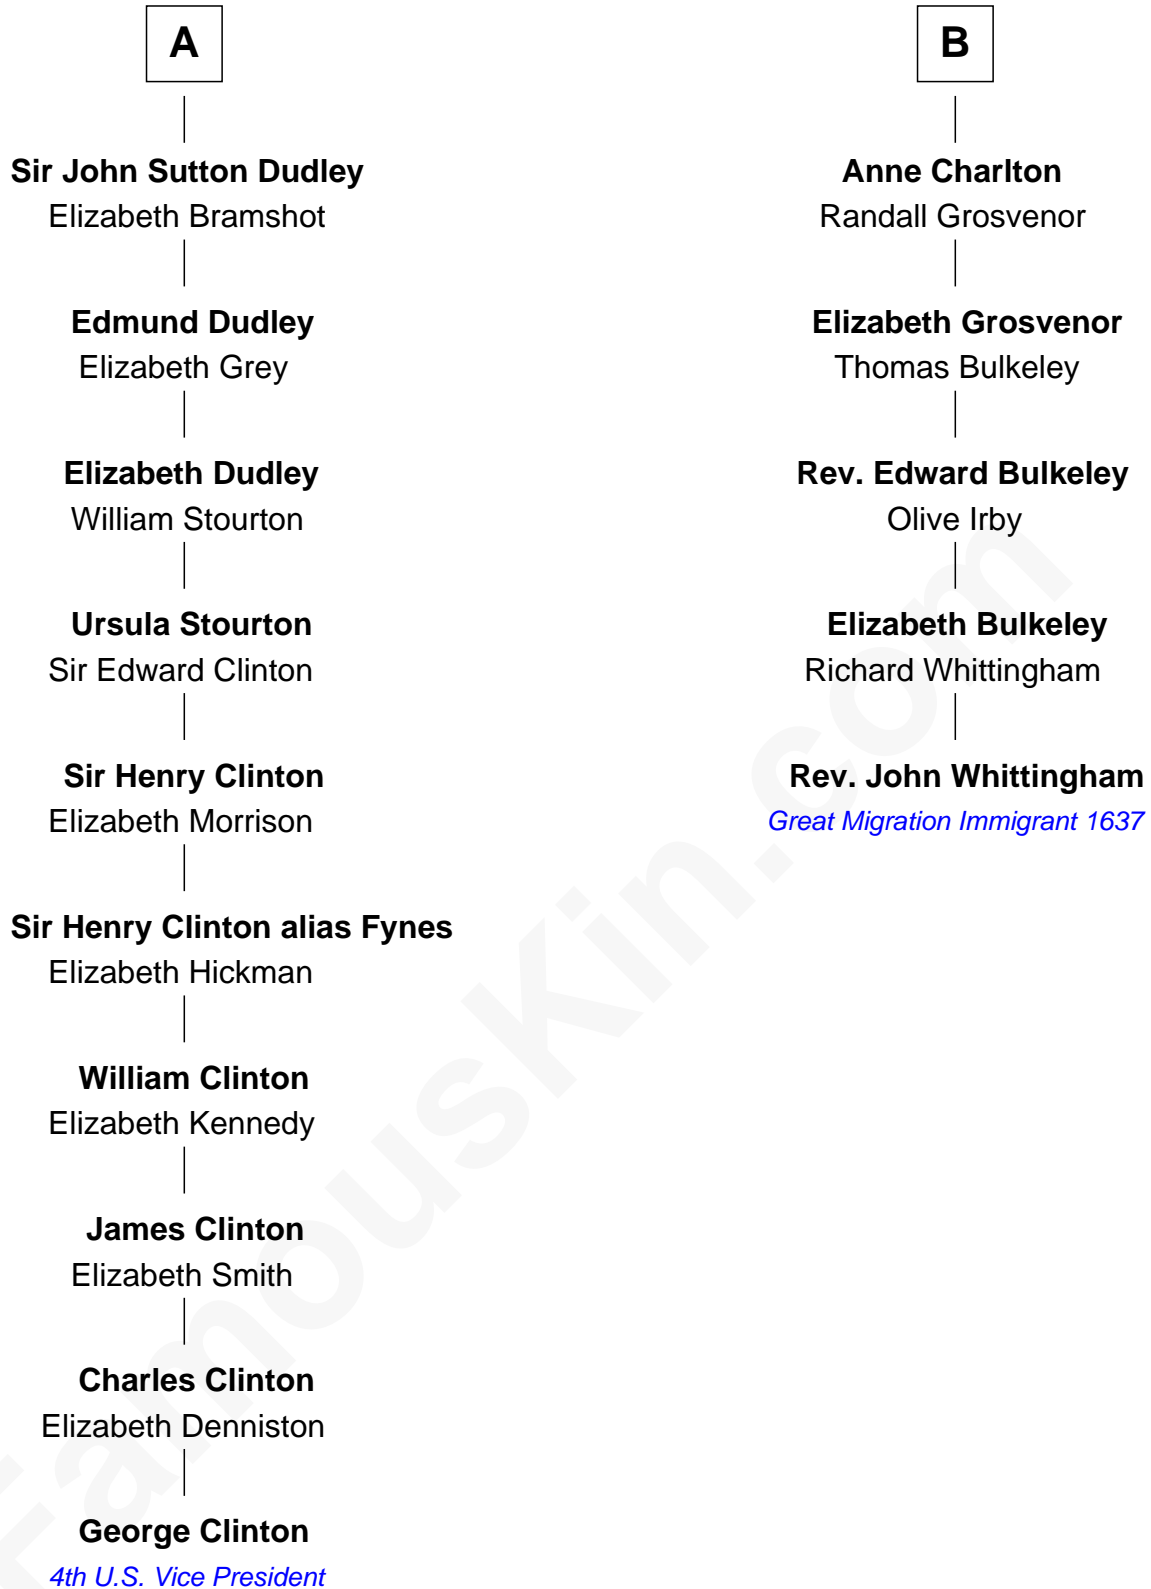 A
Sir John Sutton Dudley
Elizabeth Bramshot
Edmund Dudley
Elizabeth Grey
Elizabeth Dudley
William Stourton
Ursula Stourton
Sir Edward Clinton
Sir Henry Clinton
Elizabeth Morrison
Sir Henry Clinton alias Fynes
Elizabeth Hickman
William Clinton
Elizabeth Kennedy
James Clinton
Elizabeth Smith
Charles Clinton
Elizabeth Denniston
George Clinton
4th U.S. Vice President
B
Anne Charlton
Randall Grosvenor
Elizabeth Grosvenor
Thomas Bulkeley
Rev. Edward Bulkeley
Olive Irby
Elizabeth Bulkeley
Richard Whittingham
Rev. John Whittingham
Great Migration Immigrant 1637
FamousKin.com